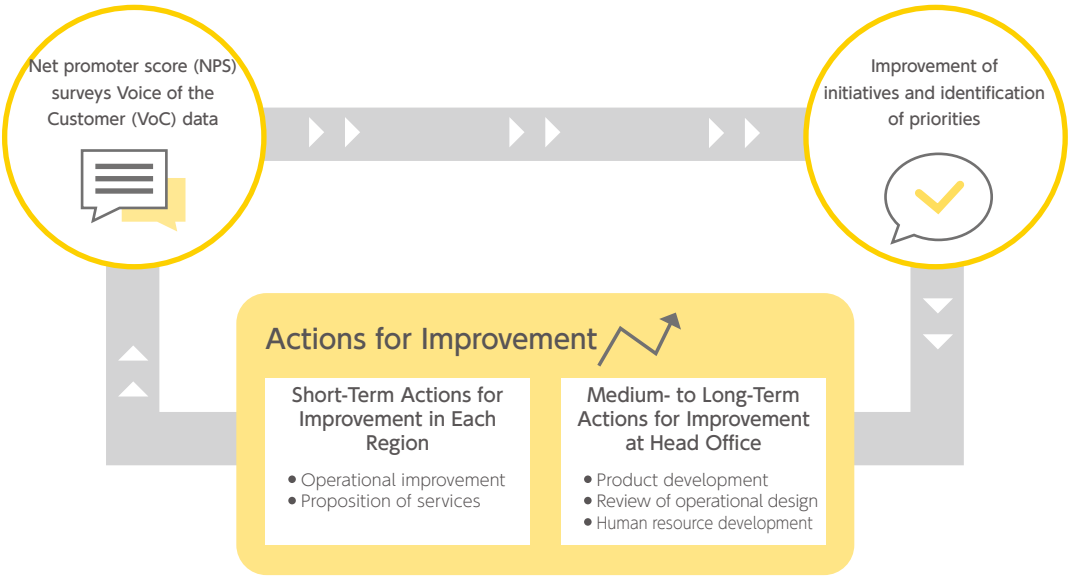 Net promoter score (NPS)
surveys Voice of the
Customer (VoC) data
Improvement of
initiatives and identification
of priorities
Actions for Improvement
Short-Term Actions for
Improvement in Each
Region
• Operational improvement
• Proposition of services
Medium- to Long-Term
Actions for Improvement
at Head Office
• Product development
• Review of operational design
• Human resource development